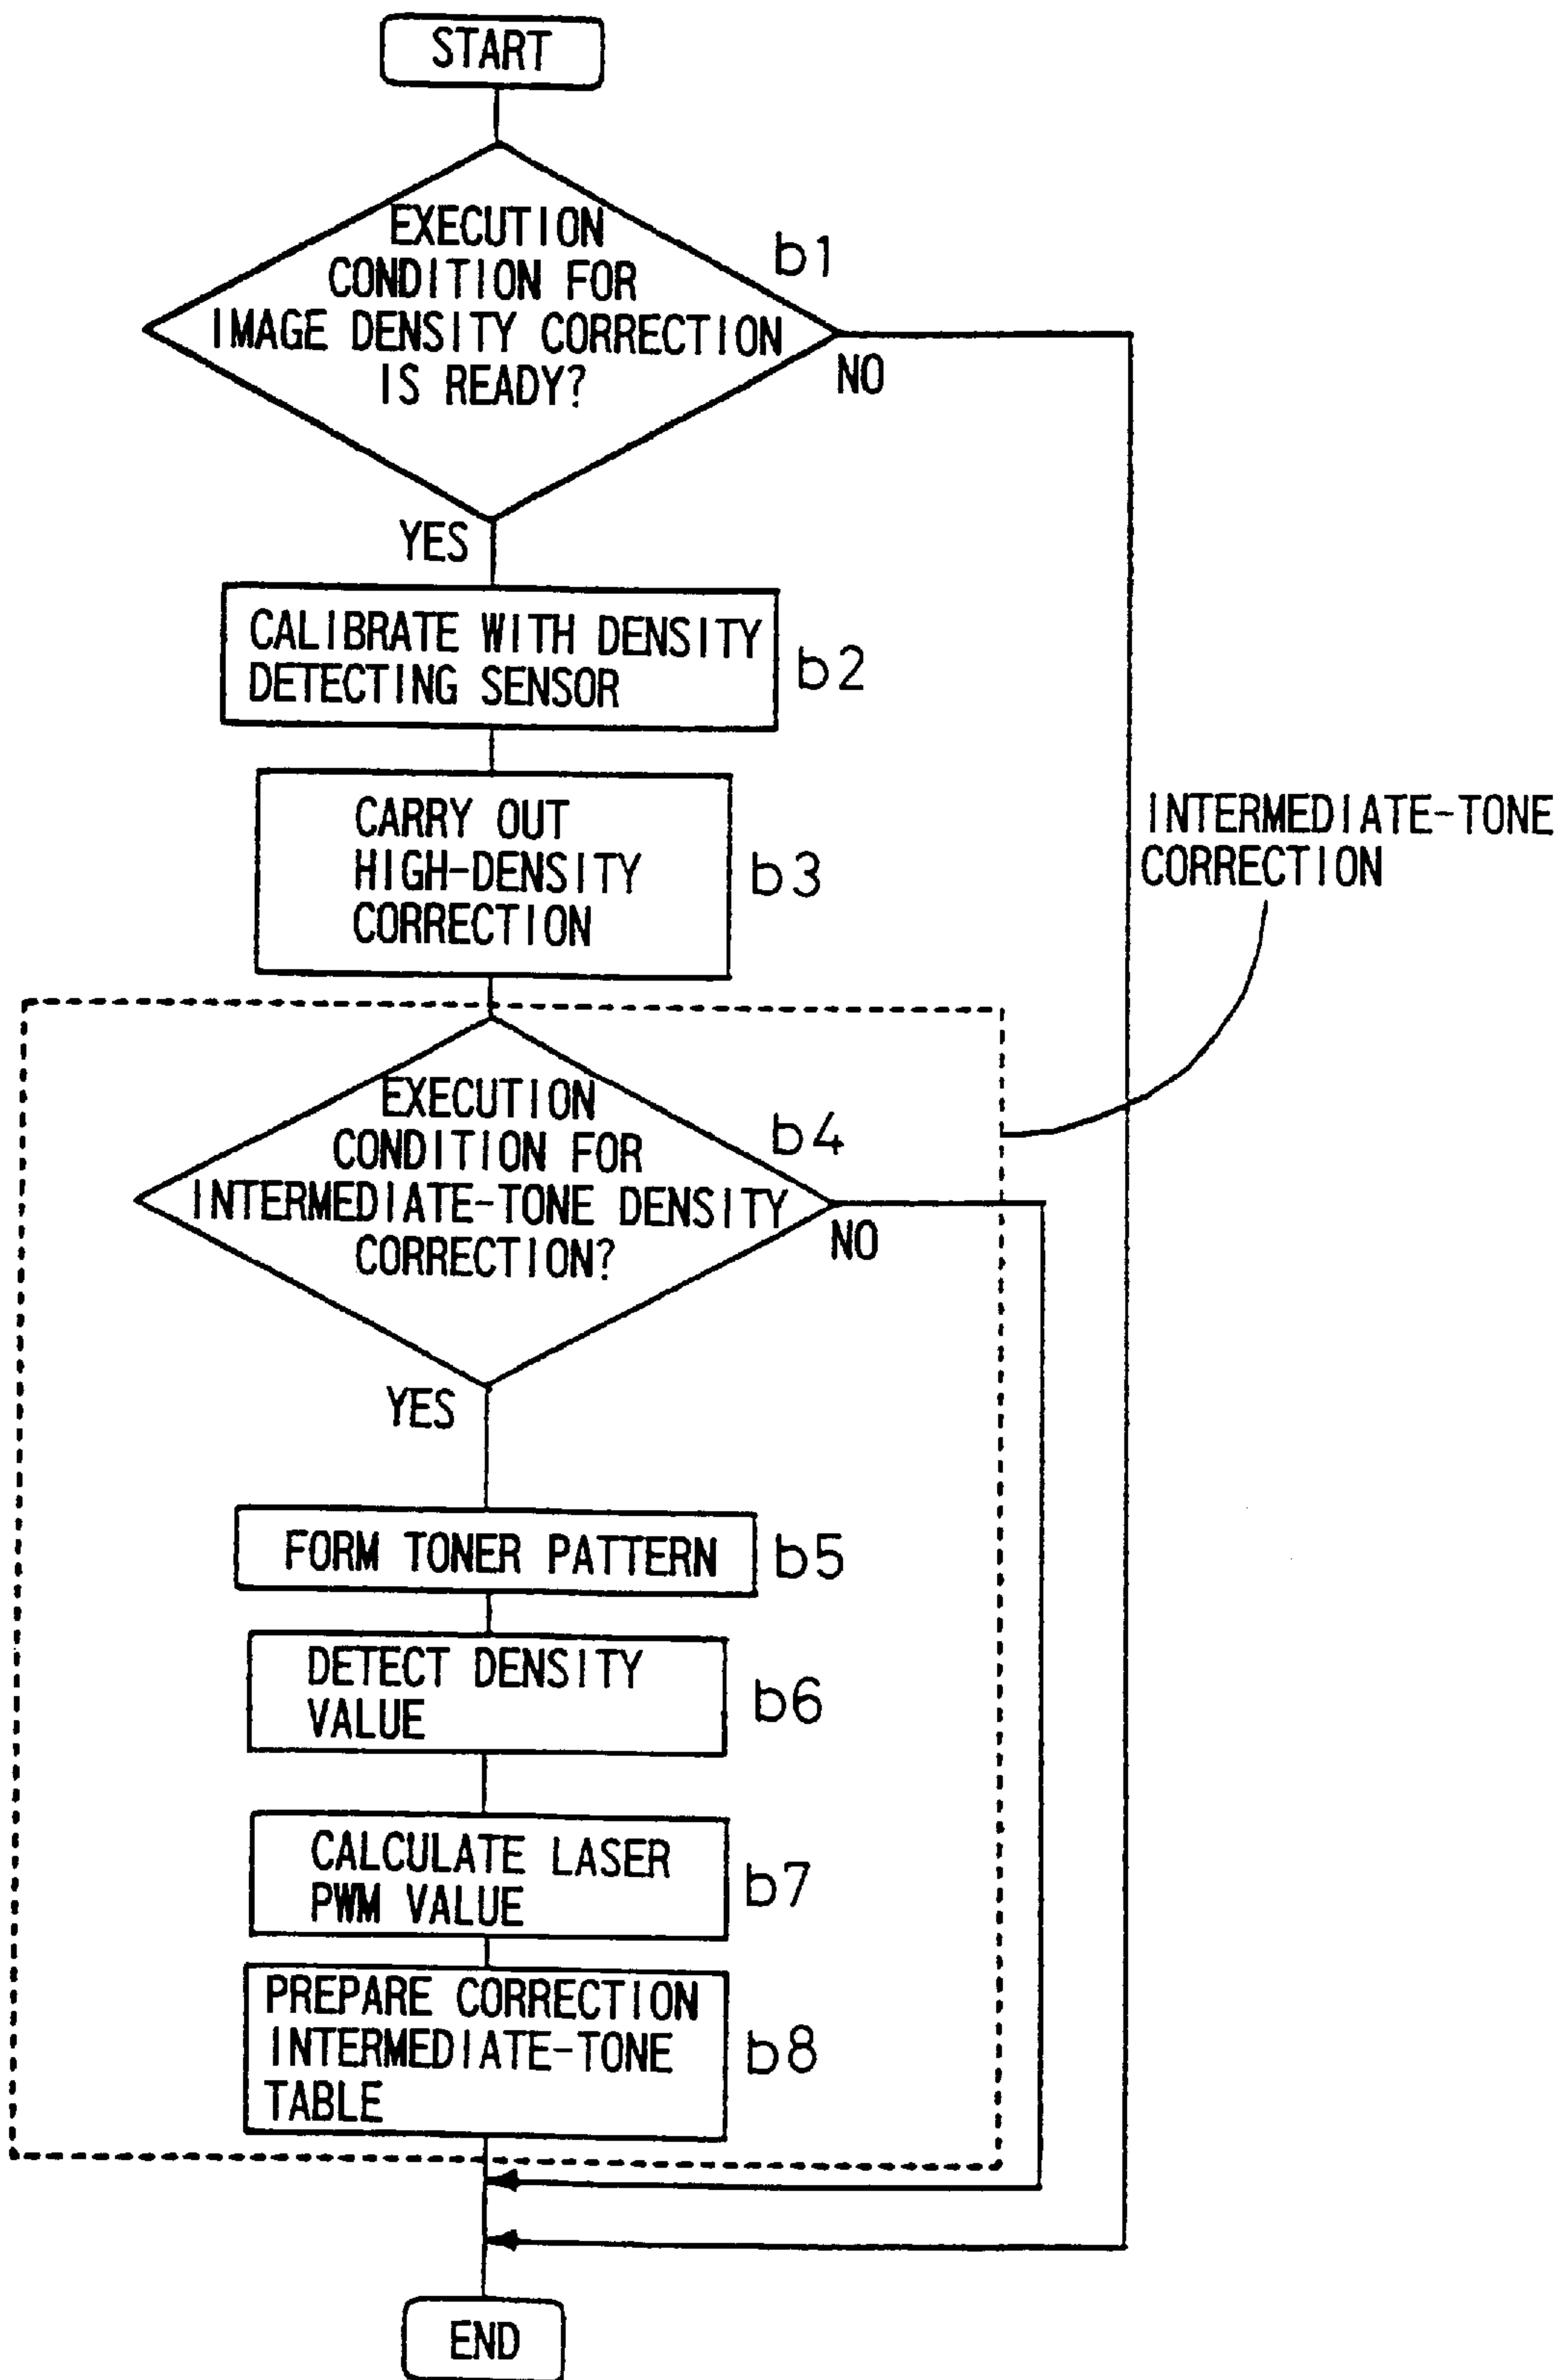 START
EXECUTION
CONDITION FOR
IMAGE DENSITY CORRECTION
IS READY?
b1
NO
YES
CALIBRATE WITH DENSITY
DETECTING SENSOR
b2
CARRY OUT
HIGH-DENSITY
CORRECTION
b3
INTERMEDIATE-TONE
CORRECTION
EXECUTION
CONDITION FOR
INTERMEDIATE-TONE DENSITY
CORRECTION?
b4
NO
YES
FORM TONER PATTERN
b5
DETECT DENSITY
VALUE
b6
CALCULATE LASER
PWM VALUE
b7
PREPARE CORRECTION
INTERMEDIATE-TONE
TABLE
b8
END